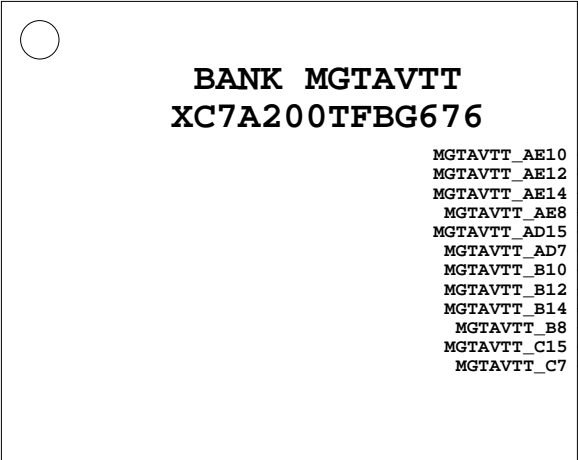 BANK MGTAVTT
XC7A200TFBG676
MGTAVTT_AE10
MGTAVTT_AE12
MGTAVTT_AE14
MGTAVTT_AE8
MGTAVTT_AD15
MGTAVTT_AD7
MGTAVTT_B10
MGTAVTT_B12
MGTAVTT_B14
MGTAVTT_B8
MGTAVTT_C15
MGTAVTT_C7